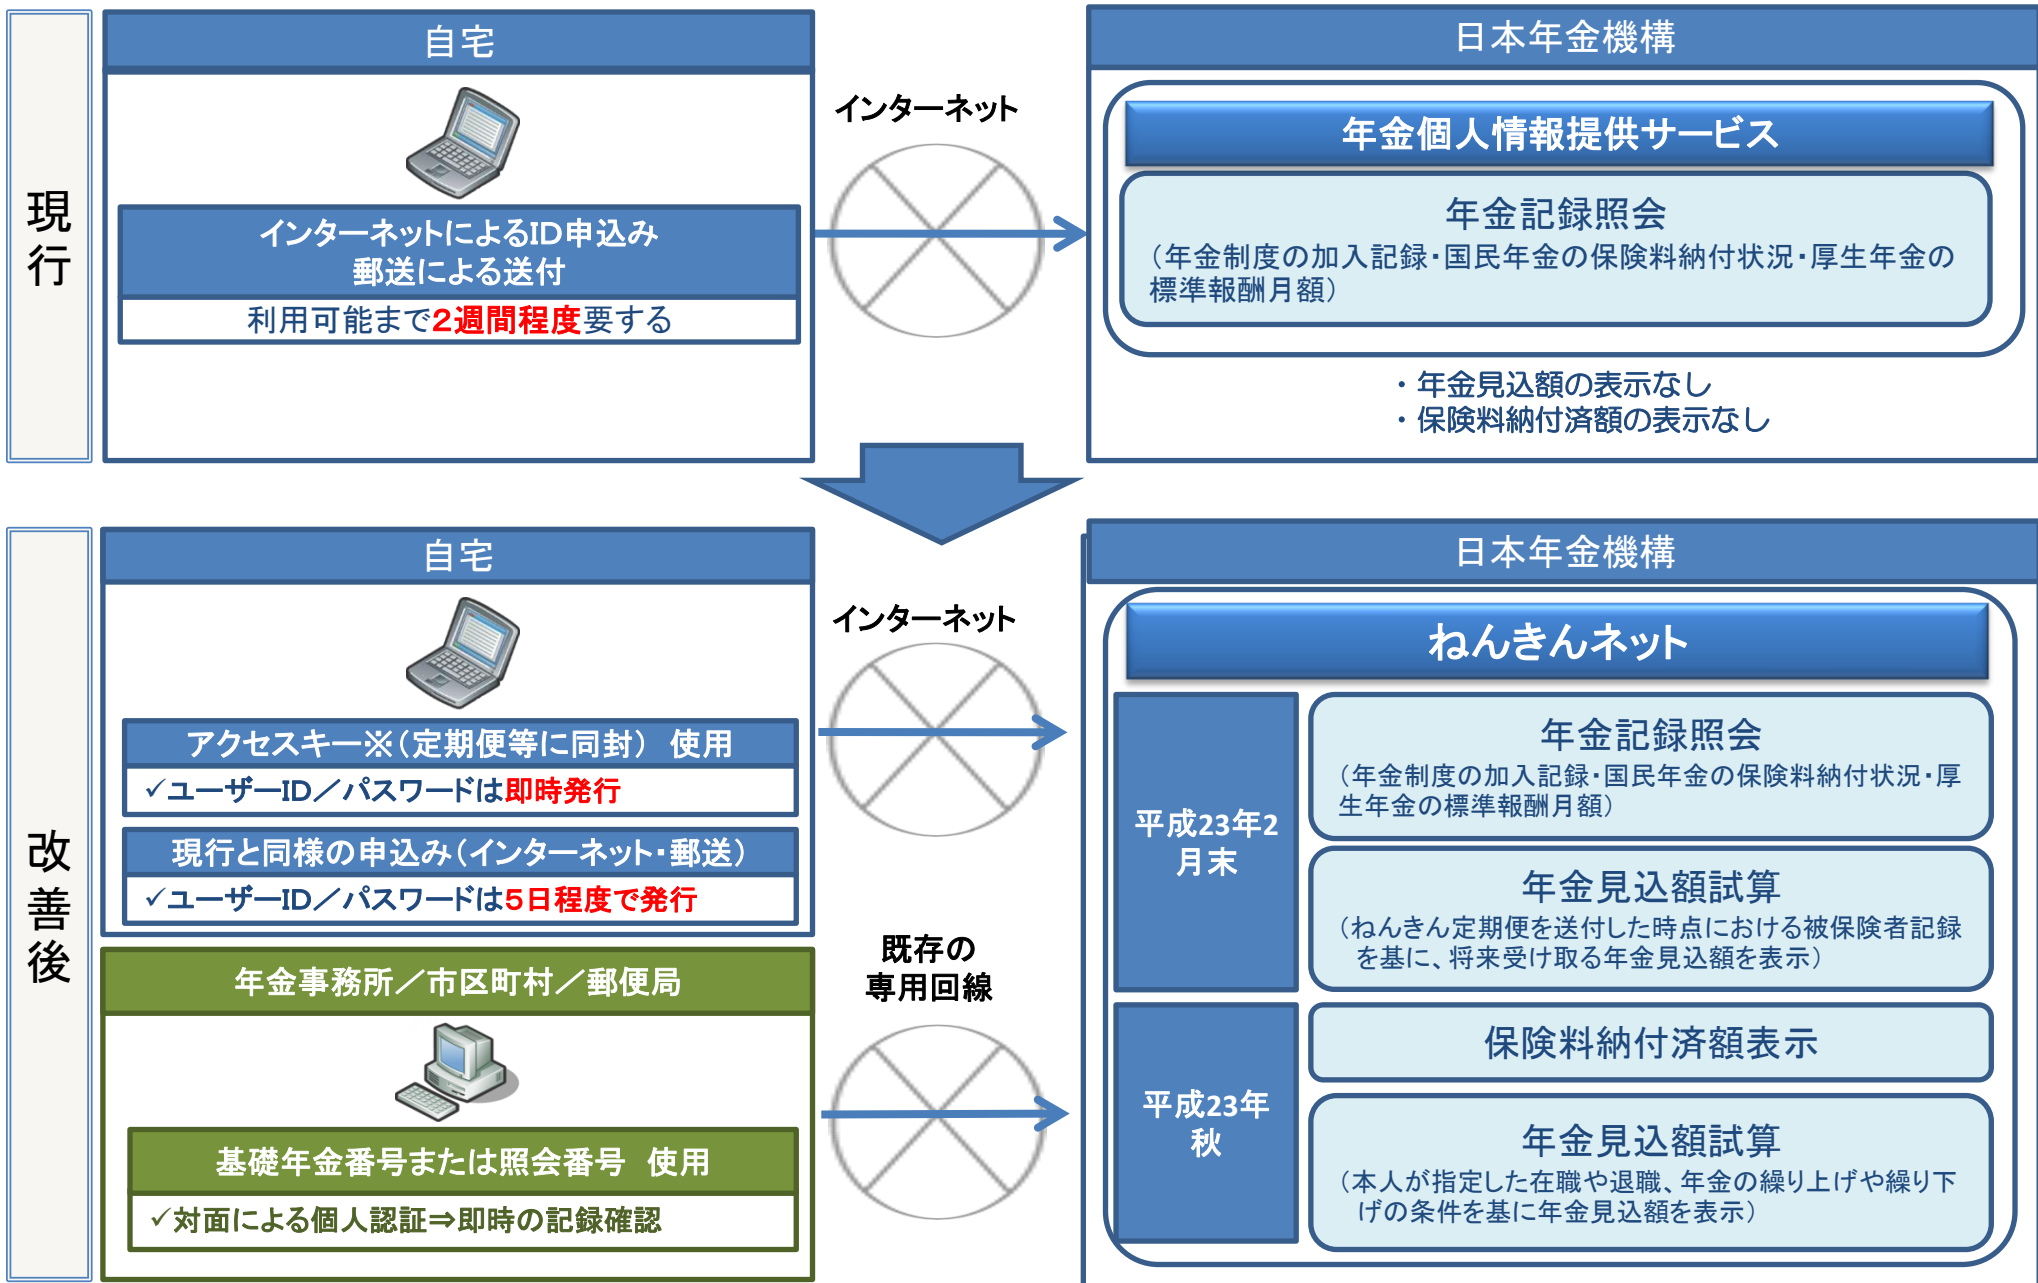 現行
自宅
インターネットによるID申込み
郵送による送付
利用可能まで2週間程度要する
インターネット
日本年金機構
年金個人情報提供サービス
年金記録照会
（年金制度の加入記録・国民年金の保険料納付状況・厚生年金の
標準報酬月額）
・年金見込額の表示なし
・保険料納付済額の表示なし
改善後
自宅
アクセスキー※（定期便等に同封） 使用
✓ユーザーID／パスワードは即時発行
現行と同様の申込み（インターネット・郵送）
✓ユーザーID／パスワードは5日程度で発行
インターネット
年金事務所／市区町村／郵便局
基礎年金番号または照会番号 使用
✓対面による個人認証⇒即時の記録確認
既存の
専用回線
日本年金機構
ねんきんネット
平成23年2
月末
年金記録照会
（年金制度の加入記録・国民年金の保険料納付状況・厚
生年金の標準報酬月額）
年金見込額試算
（ねんきん定期便を送付した時点における被保険者記録
を基に、将来受け取る年金見込額を表示）
平成23年
秋
保険料納付済額表示
年金見込額試算
（本人が指定した在職や退職、年金の繰り上げや繰り下
げの条件を基に年金見込額を表示）